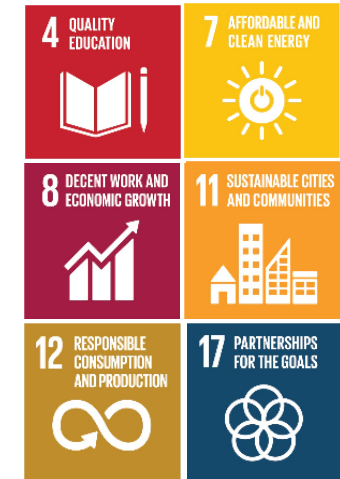 4 QUALITY
EDUCATION
7 AFFORDABLE AND
CLEAN ENERGY
8 DECENT WORK AND
ECONOMIC GROWTH
11 SUSTAINABLE CITIES
AND COMMUNITIES
12 RESPONSIBLE
CONSUMPTION
AND PRODUCTION
17 PARTNERSHIPS
FOR THE GOALS